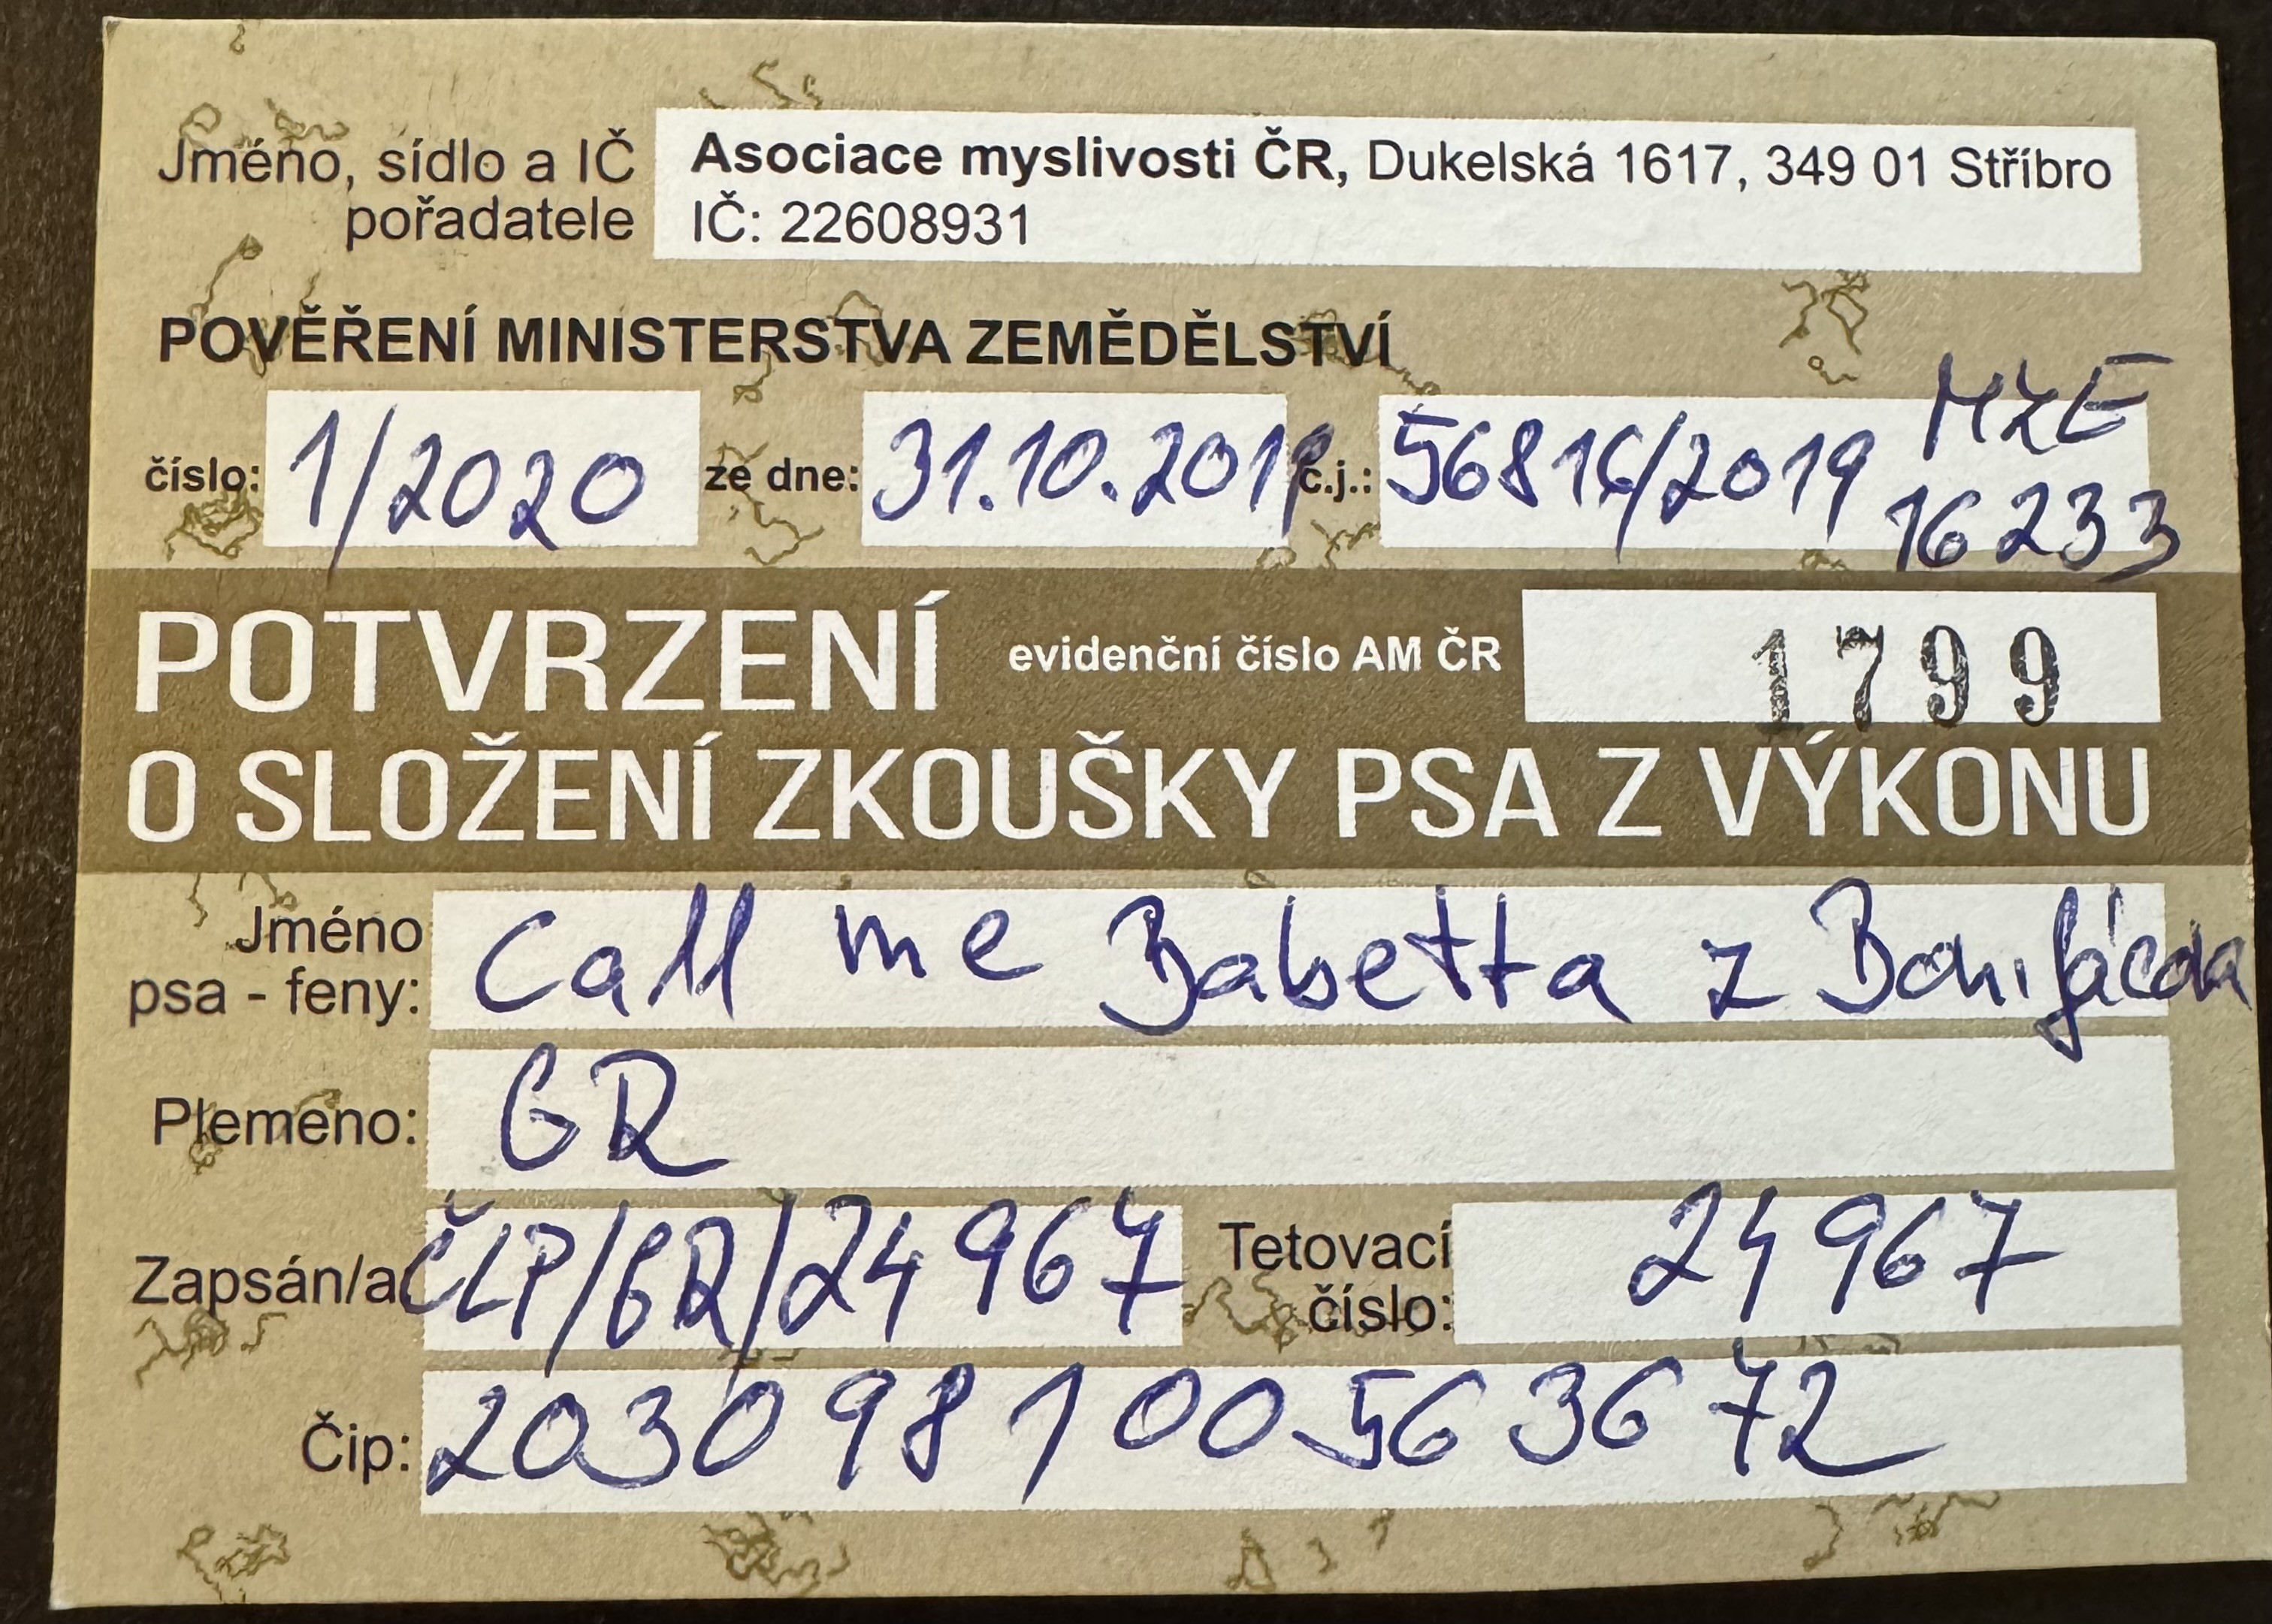 Jméno, sídlo a IČ pořadatele
Asociace myslivosti ČR, Dukelská 1617, 349 01 Stříbro
IČ: 22608931
POVĚŘENÍ MINISTERSTVA ZEMĚDĚLSTVÍ
číslo: 1/2020 ze dne: 31.10.2019 č.j.: 56816/2019 MZE
16233
POTVRZENÍ evidenční číslo AM ČR 1799
O SLOŽENÍ ZKOUŠKY PSA Z VÝKONU
Jméno psa - feny: Call me Babetta z Bonifácova
Plemeno: GR
Zapsán/a ČLP/GR/24967 Tetovací číslo: 24967
Čip: 203098100563672